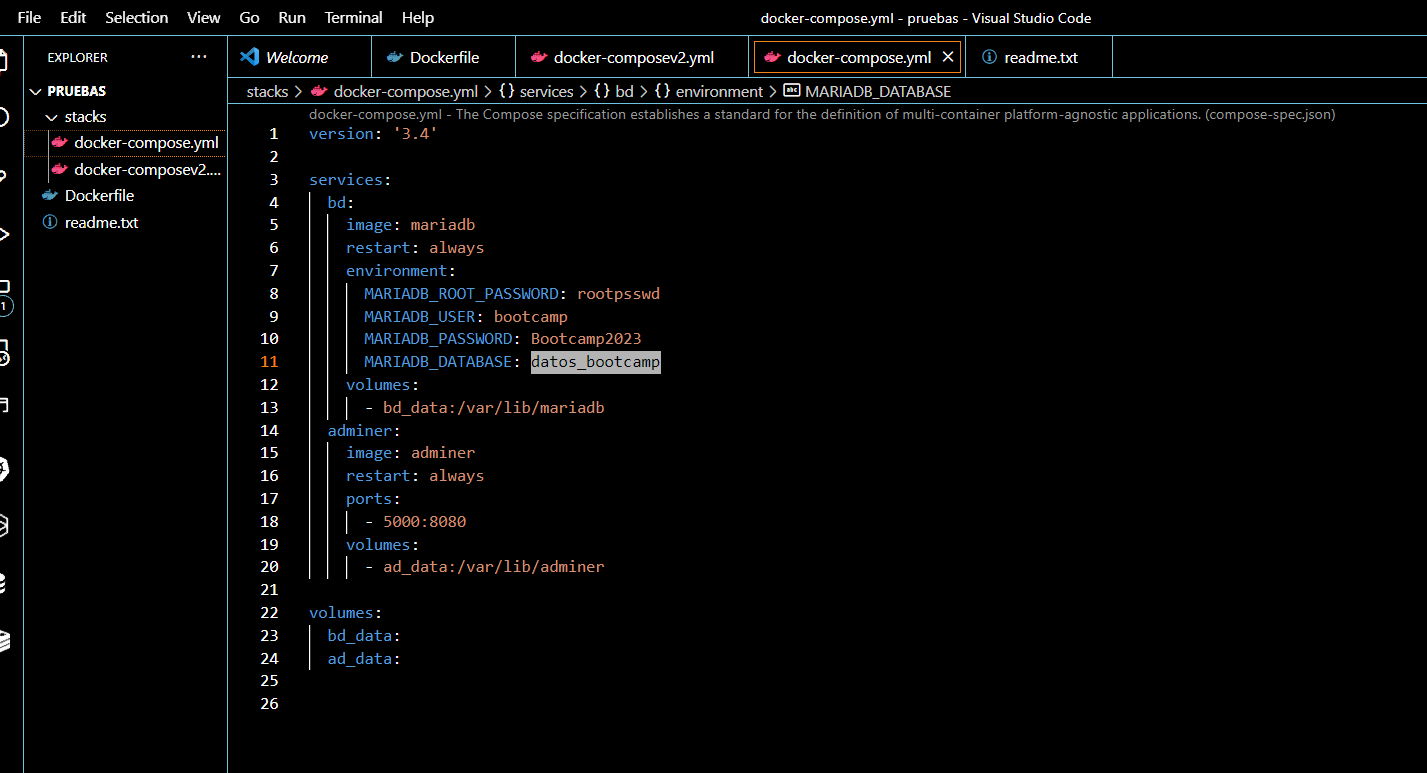 File Edit Selection View Go Run Terminal Help docker-compose.yml - pruebas - Visual Studio Code
EXPLORER ··· Welcome Dockerfile docker-composev2.yml docker-compose.yml readme.txt
PRUEBAS
stacks
docker-compose.yml
docker-composev2....
Dockerfile
readme.txt
1
stacks > docker-compose.yml > {} services > {} bd > {} environment > abc MARIADB_DATABASE
docker-compose.yml - The Compose specification establishes a standard for the definition of multi-container platform-agnostic applications. (compose-spec.json)
1 version: '3.4'
2
3 services:
4   bd:
5     image: mariadb
6     restart: always
7     environment:
8       MARIADB_ROOT_PASSWORD: rootpsswd
9       MARIADB_USER: bootcamp
10       MARIADB_PASSWORD: Bootcamp2023
11       MARIADB_DATABASE: datos_bootcamp
12     volumes:
13       - bd_data:/var/lib/mariadb
14   adminer:
15     image: adminer
16     restart: always
17     ports:
18       - 5000:8080
19     volumes:
20       - ad_data:/var/lib/adminer
21
22 volumes:
23   bd_data:
24   ad_data:
25
26